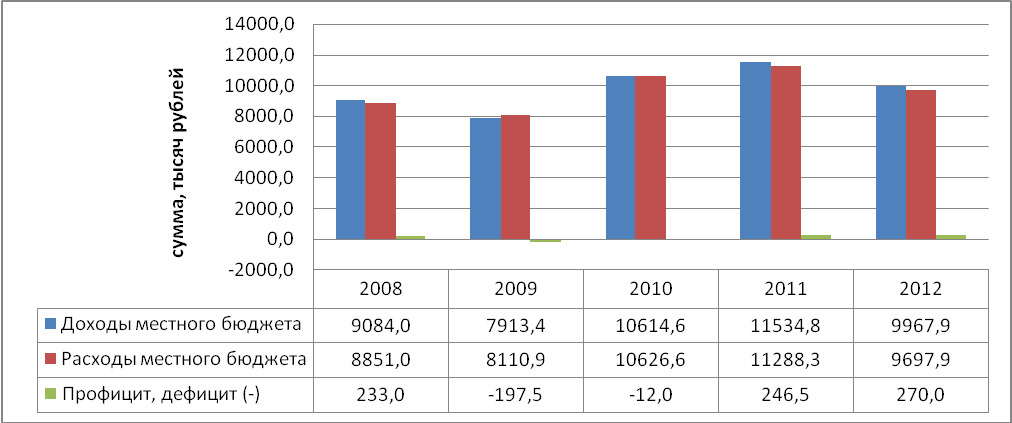 сумма, тысяч рублей
14000,0
12000,0
10000,0
8000,0
6000,0
4000,0
2000,0
0,0
-2000,0
2008 2009 2010 2011 2012
Доходы местного бюджета 9084,0 7913,4 10614,6 11534,8 9967,9
Расходы местного бюджета 8851,0 8110,9 10626,6 11288,3 9697,9
Профицит, дефицит (-) 233,0 -197,5 -12,0 246,5 270,0